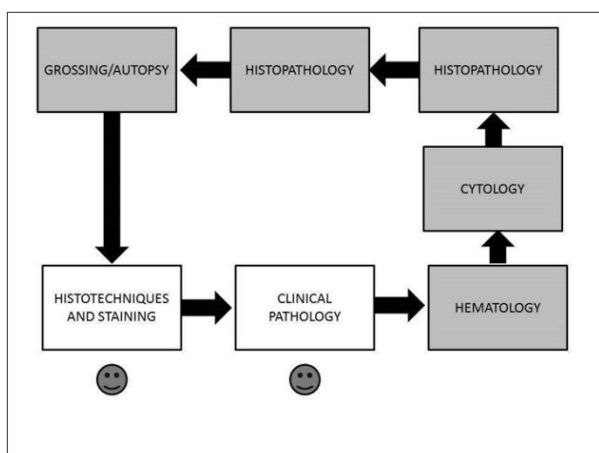 GROSSING/AUTOPSY
HISTOPATHOLOGY
HISTOPATHOLOGY
CYTOLOGY
HISTOTECHNIQUES
AND STAINING
CLINICAL
PATHOLOGY
HEMATOLOGY